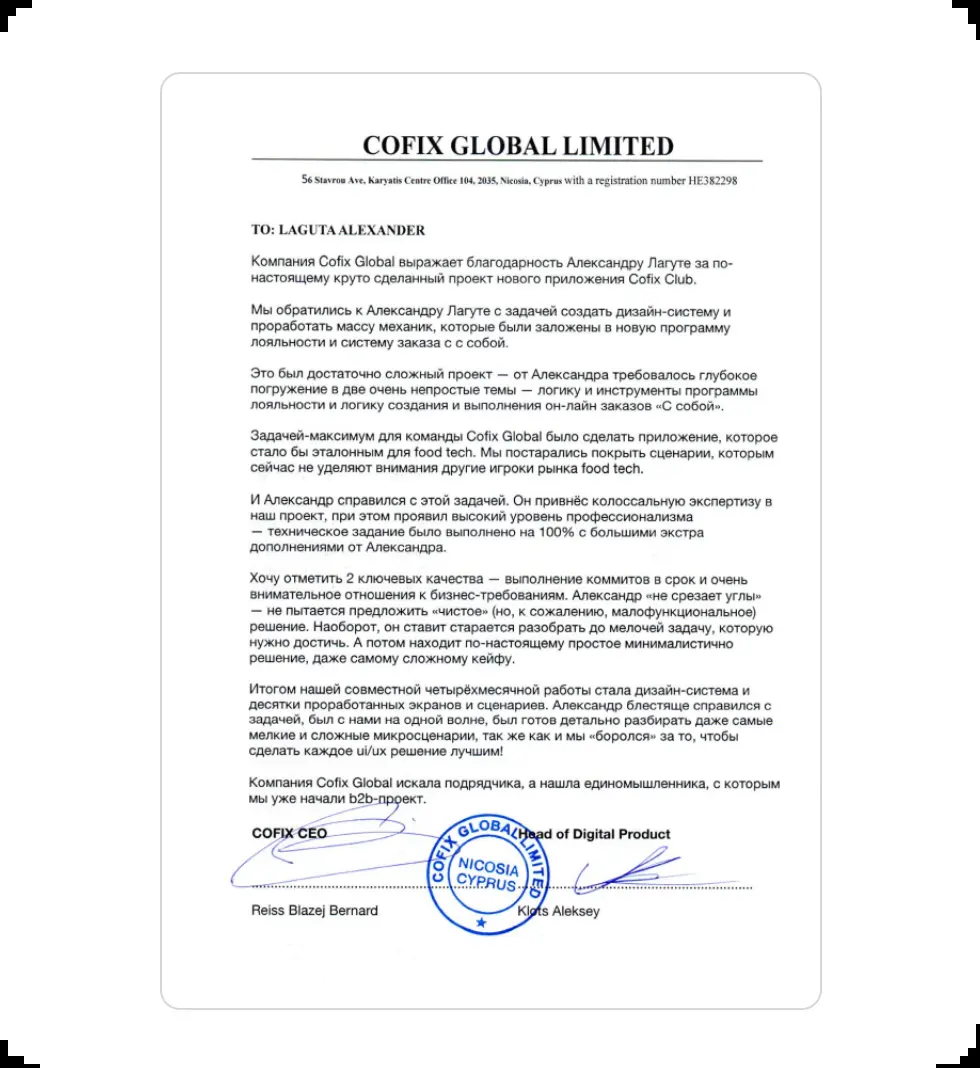 COFIX GLOBAL LIMITED
56 Stavrou Ave, Karyatis Centre Office 104, 2035, Nicosia, Cyprus with a registration number HE382298
TO: LAGUTA ALEXANDER
Компания Cofix Global выражает благодарность Александру Лагуте за по-
настоящему круто сделанный проект нового приложения Cofix Club.
Мы обратились к Александру Лагуте с задачей создать дизайн-систему и
проработать массу механик, которые были заложены в новую программу
лояльности и систему заказа с с собой.
Это был достаточно сложный проект — от Александра требовалось глубокое
погружение в две очень непростые темы — логику и инструменты программы
лояльности и логику создания и выполнения он-лайн заказов «С собой».
Задачей-максимум для команды Cofix Global было сделать приложение, которое
стало бы эталонным для food tech. Мы постарались покрыть сценарии, которым
сейчас не уделяют внимания другие игроки рынка food tech.
И Александр справился с этой задачей. Он привнёс колоссальную экспертизу в
наш проект, при этом проявил высокий уровень профессионализма
— техническое задание было выполнено на 100% с большими экстра
дополнениями от Александра.
Хочу отметить 2 ключевых качества — выполнение коммитов в срок и очень
внимательное отношения к бизнес-требованиям. Александр «не срезает углы»
— не пытается предложить «чистое» (но, к сожалению, малофункциональное)
решение. Наоборот, он ставит старается разобрать до мелочей задачу, которую
нужно достичь. А потом находит по-настоящему простое минималистично
решение, даже самому сложному кейфу.
Итогом нашей совместной четырёхмесячной работы стала дизайн-система и
десятки проработанных экранов и сценариев. Александр блестяще справился с
задачей, был с нами на одной волне, был готов детально разбирать даже самые
мелкие и сложные микросценарии, так же как и мы «боролся» за то, чтобы
сделать каждое ui/ux решение лучшим!
Компания Cofix Global искала подрядчика, а нашла единомышленника, с которым
мы уже начали b2b-проект.
COFIX CEO
Head of Digital Product
COFIX GLOBAL LIMITED
NICOSIA
CYPRUS
Reiss Blazej Bernard
Klots Aleksey